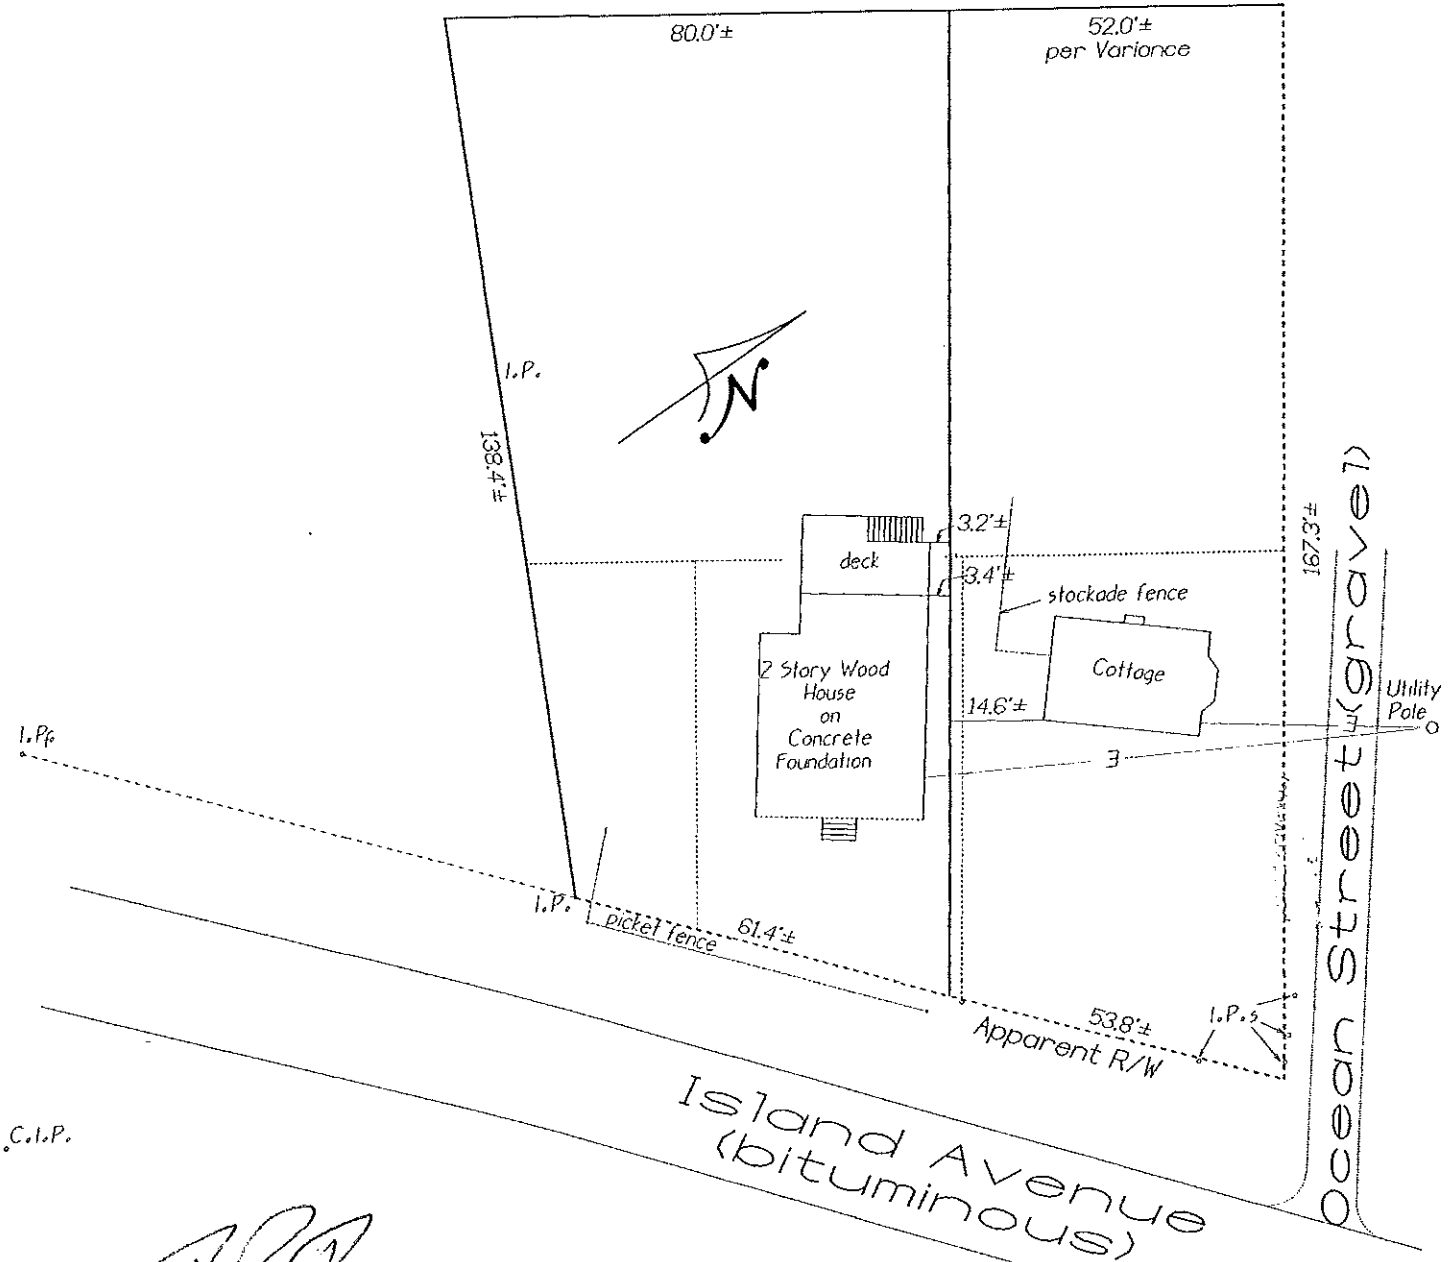 80.0'±
52.0'±
per Variance
I.P.
N
138.4'±
3.2'±
167.3'±
deck
3.4'±
stockade fence
2 Story Wood
House
on
Concrete
Foundation
Cottage
14.6'±
Utility
Pole
E
E
Ocean Street (gravel)
I.Pf.
I.P.
picket fence
61.4'±
53.8'±
I.P.s
Apparent R/W
Island Avenue
(bituminous)
C.I.P.